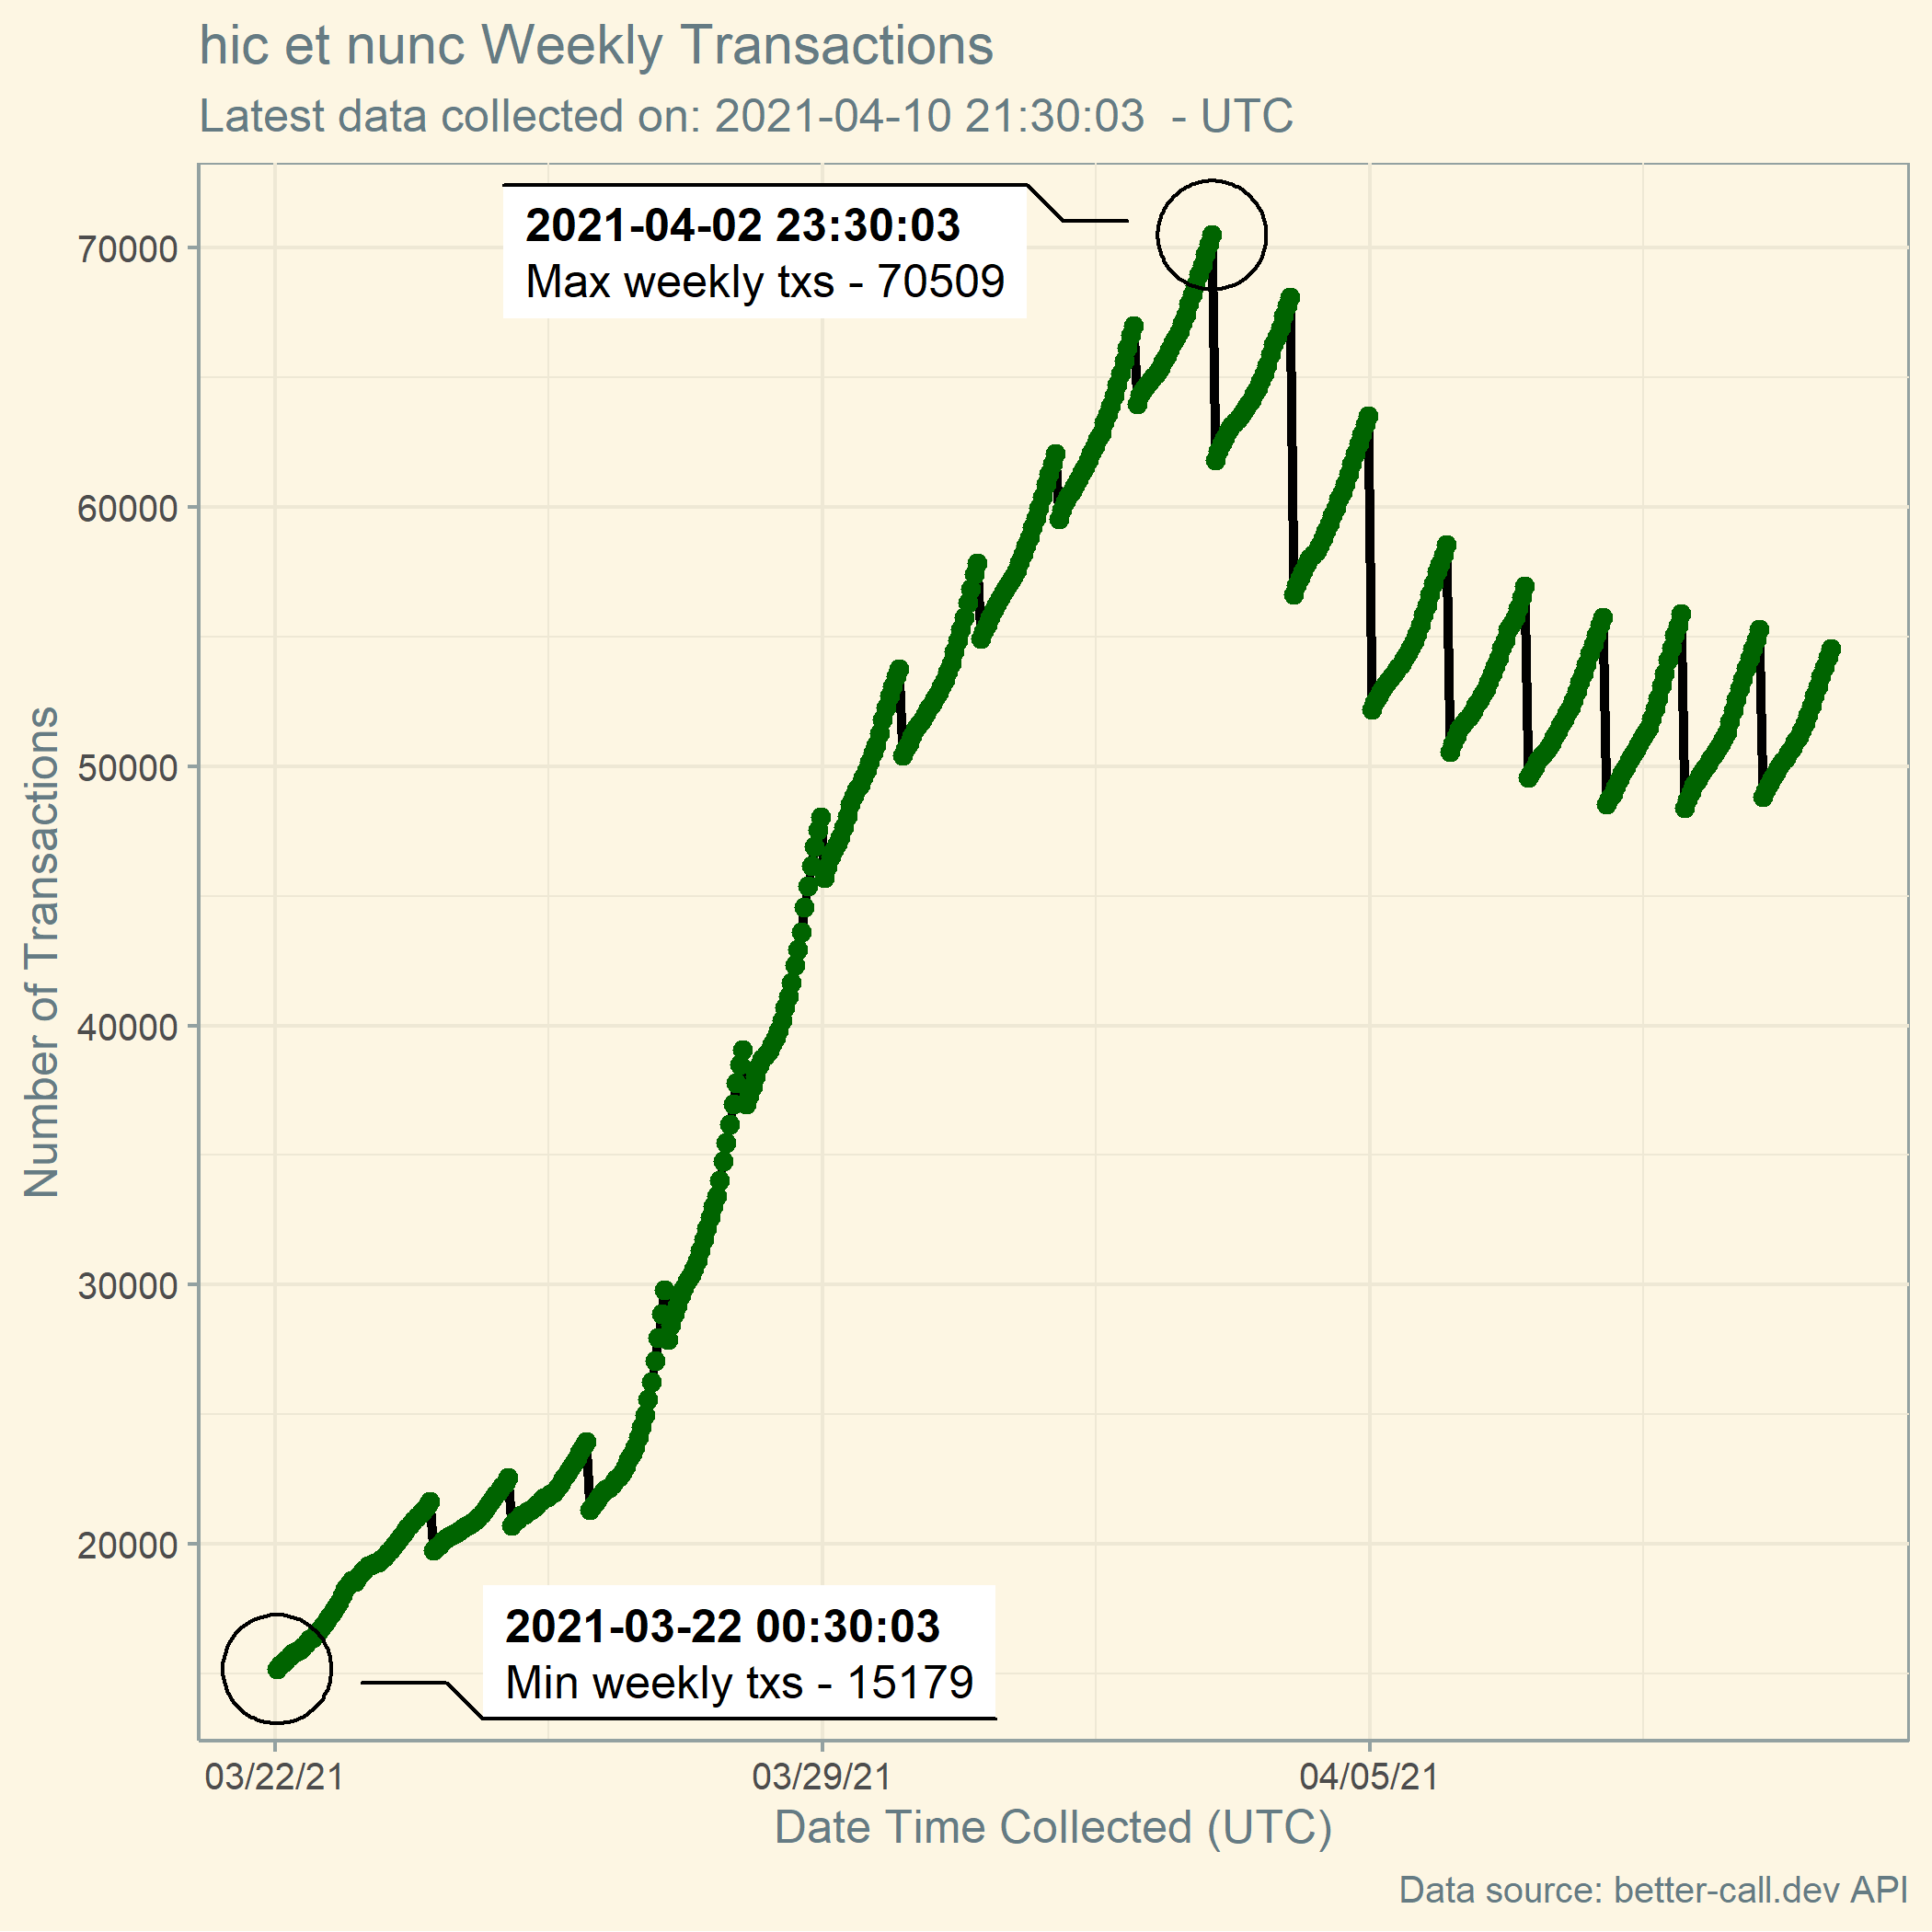 hic et nunc Weekly Transactions
Latest data collected on: 2021-04-10 21:30:03  - UTC
2021-04-02 23:30:03
Max weekly txs - 70509
70000
60000
50000
40000
30000
20000
Number of Transactions
2021-03-22 00:30:03
Min weekly txs - 15179
03/22/21
03/29/21
04/05/21
Date Time Collected (UTC)
Data source: better-call.dev API